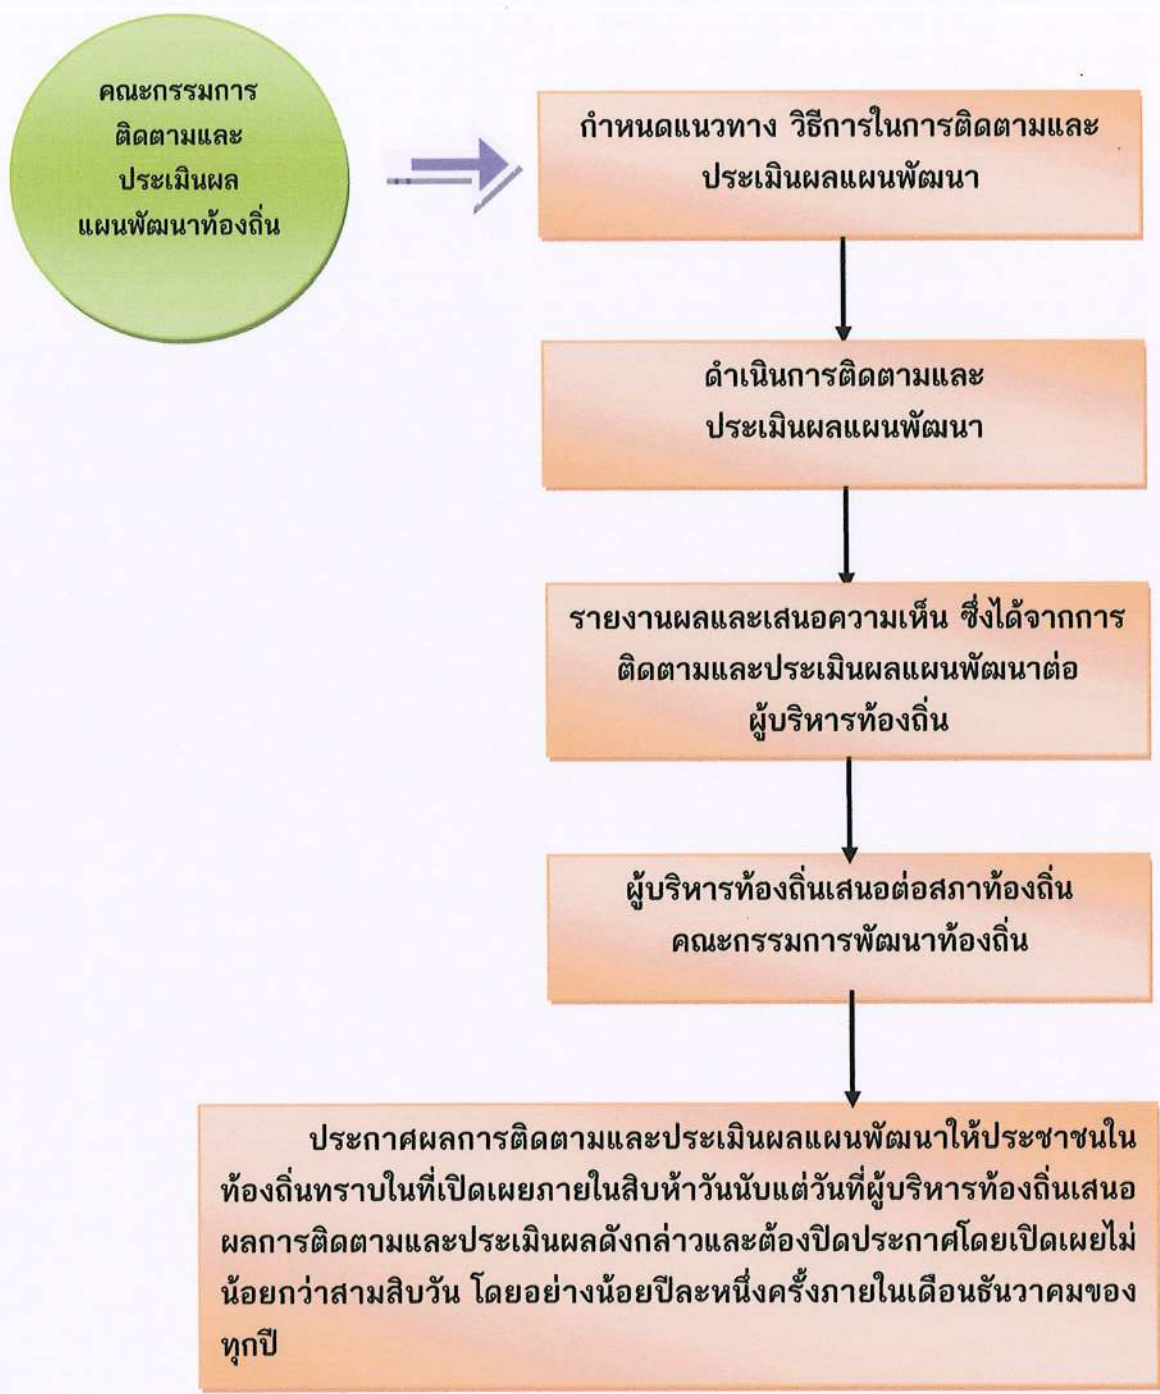 คณะกรรมการ
ติดตามและ
ประเมินผล
แผนพัฒนาท้องถิ่น
กำหนดแนวทาง วิธีการในการติดตามและ
ประเมินผลแผนพัฒนา
ดำเนินการติดตามและ
ประเมินผลแผนพัฒนา
รายงานผลและเสนอความเห็น ซึ่งได้จากการ
ติดตามและประเมินผลแผนพัฒนาต่อ
ผู้บริหารท้องถิ่น
ผู้บริหารท้องถิ่นเสนอต่อสภาท้องถิ่น
คณะกรรมการพัฒนาท้องถิ่น
ประกาศผลการติดตามและประเมินผลแผนพัฒนาให้ประชาชนใน
ท้องถิ่นทราบในที่เปิดเผยภายในสิบห้าวันนับแต่วันที่ผู้บริหารท้องถิ่นเสนอ
ผลการติดตามและประเมินผลดังกล่าวและต้องปิดประกาศโดยเปิดเผยไม่
น้อยกว่าสามสิบวัน โดยอย่างน้อยปีละหนึ่งครั้งภายในเดือนธันวาคมของ
ทุกปี